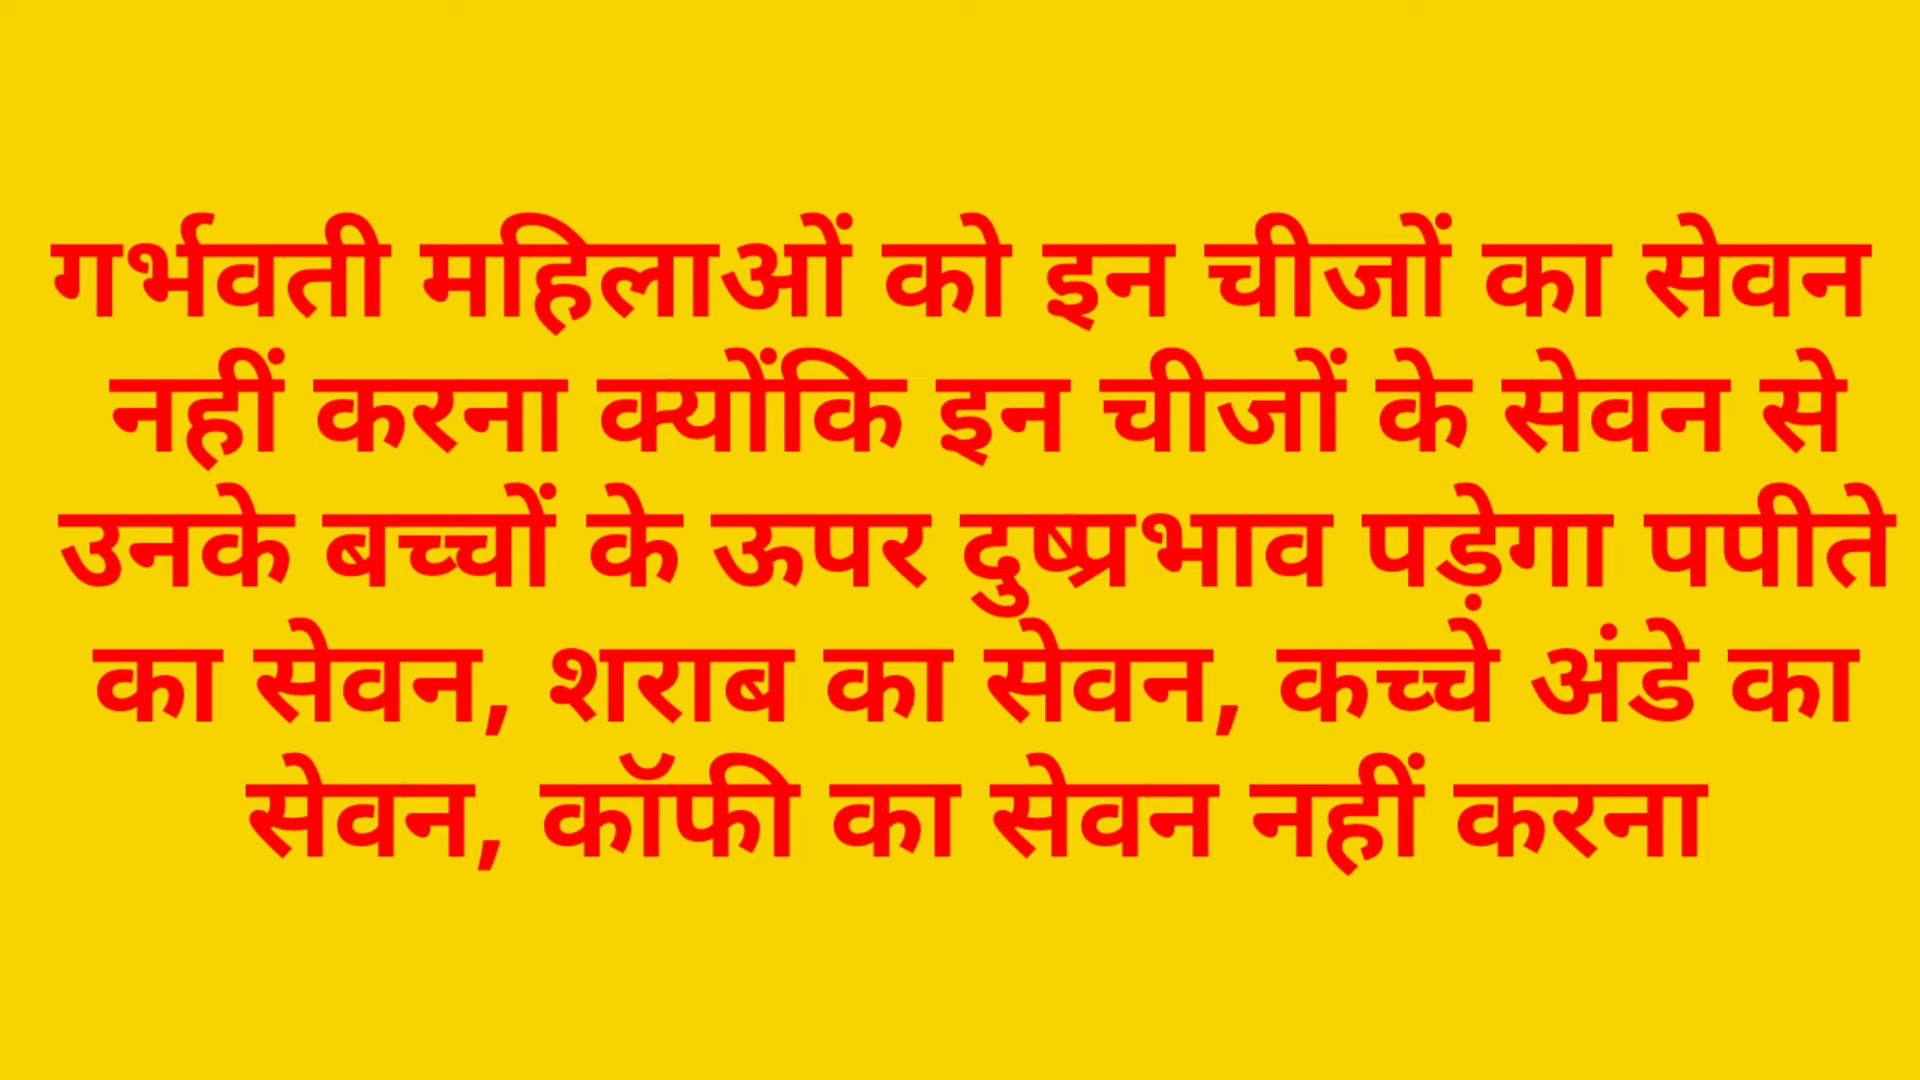 गर्भवती महिलाओं को इन चीजों का सेवन
नहीं करना क्योंकि इन चीजों के सेवन से
उनके बच्चों के ऊपर दुष्प्रभाव पड़ेगा पपीते
का सेवन, शराब का सेवन, कच्चे अंडे का
सेवन, कॉफी का सेवन नहीं करना